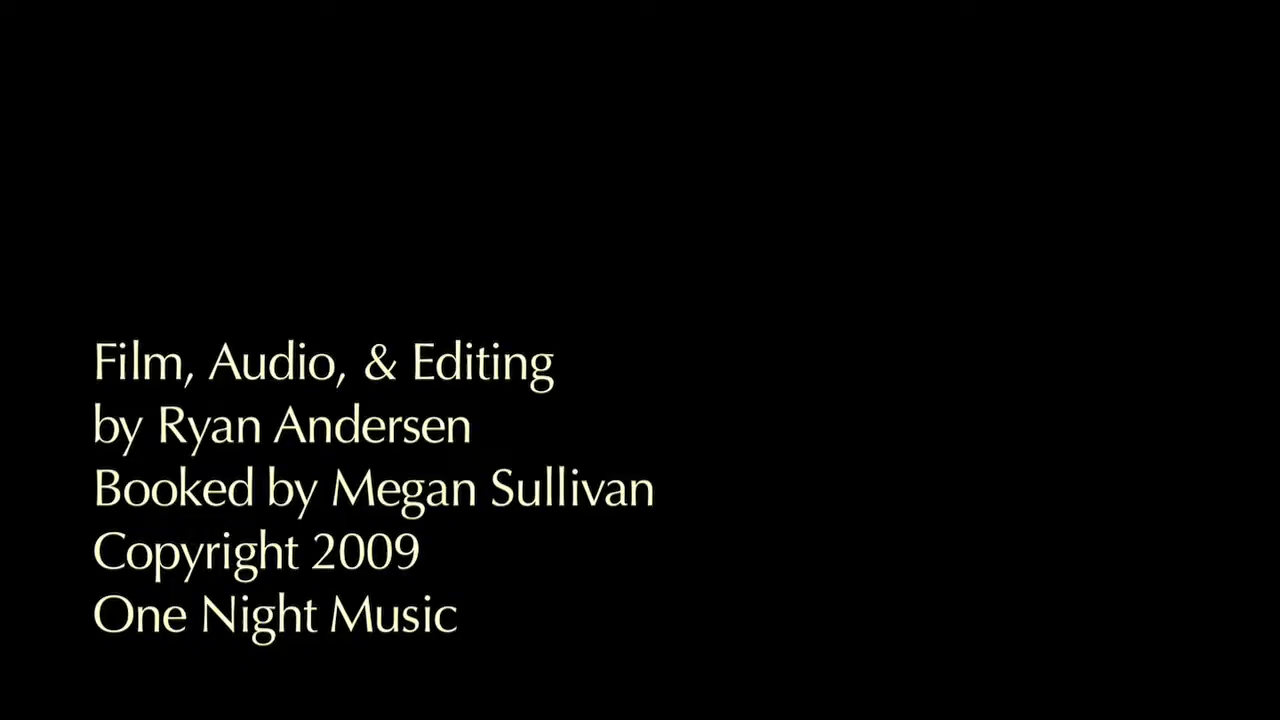 Film, Audio, & Editing
by Ryan Andersen
Booked by Megan Sullivan
Copyright 2009
One Night Music